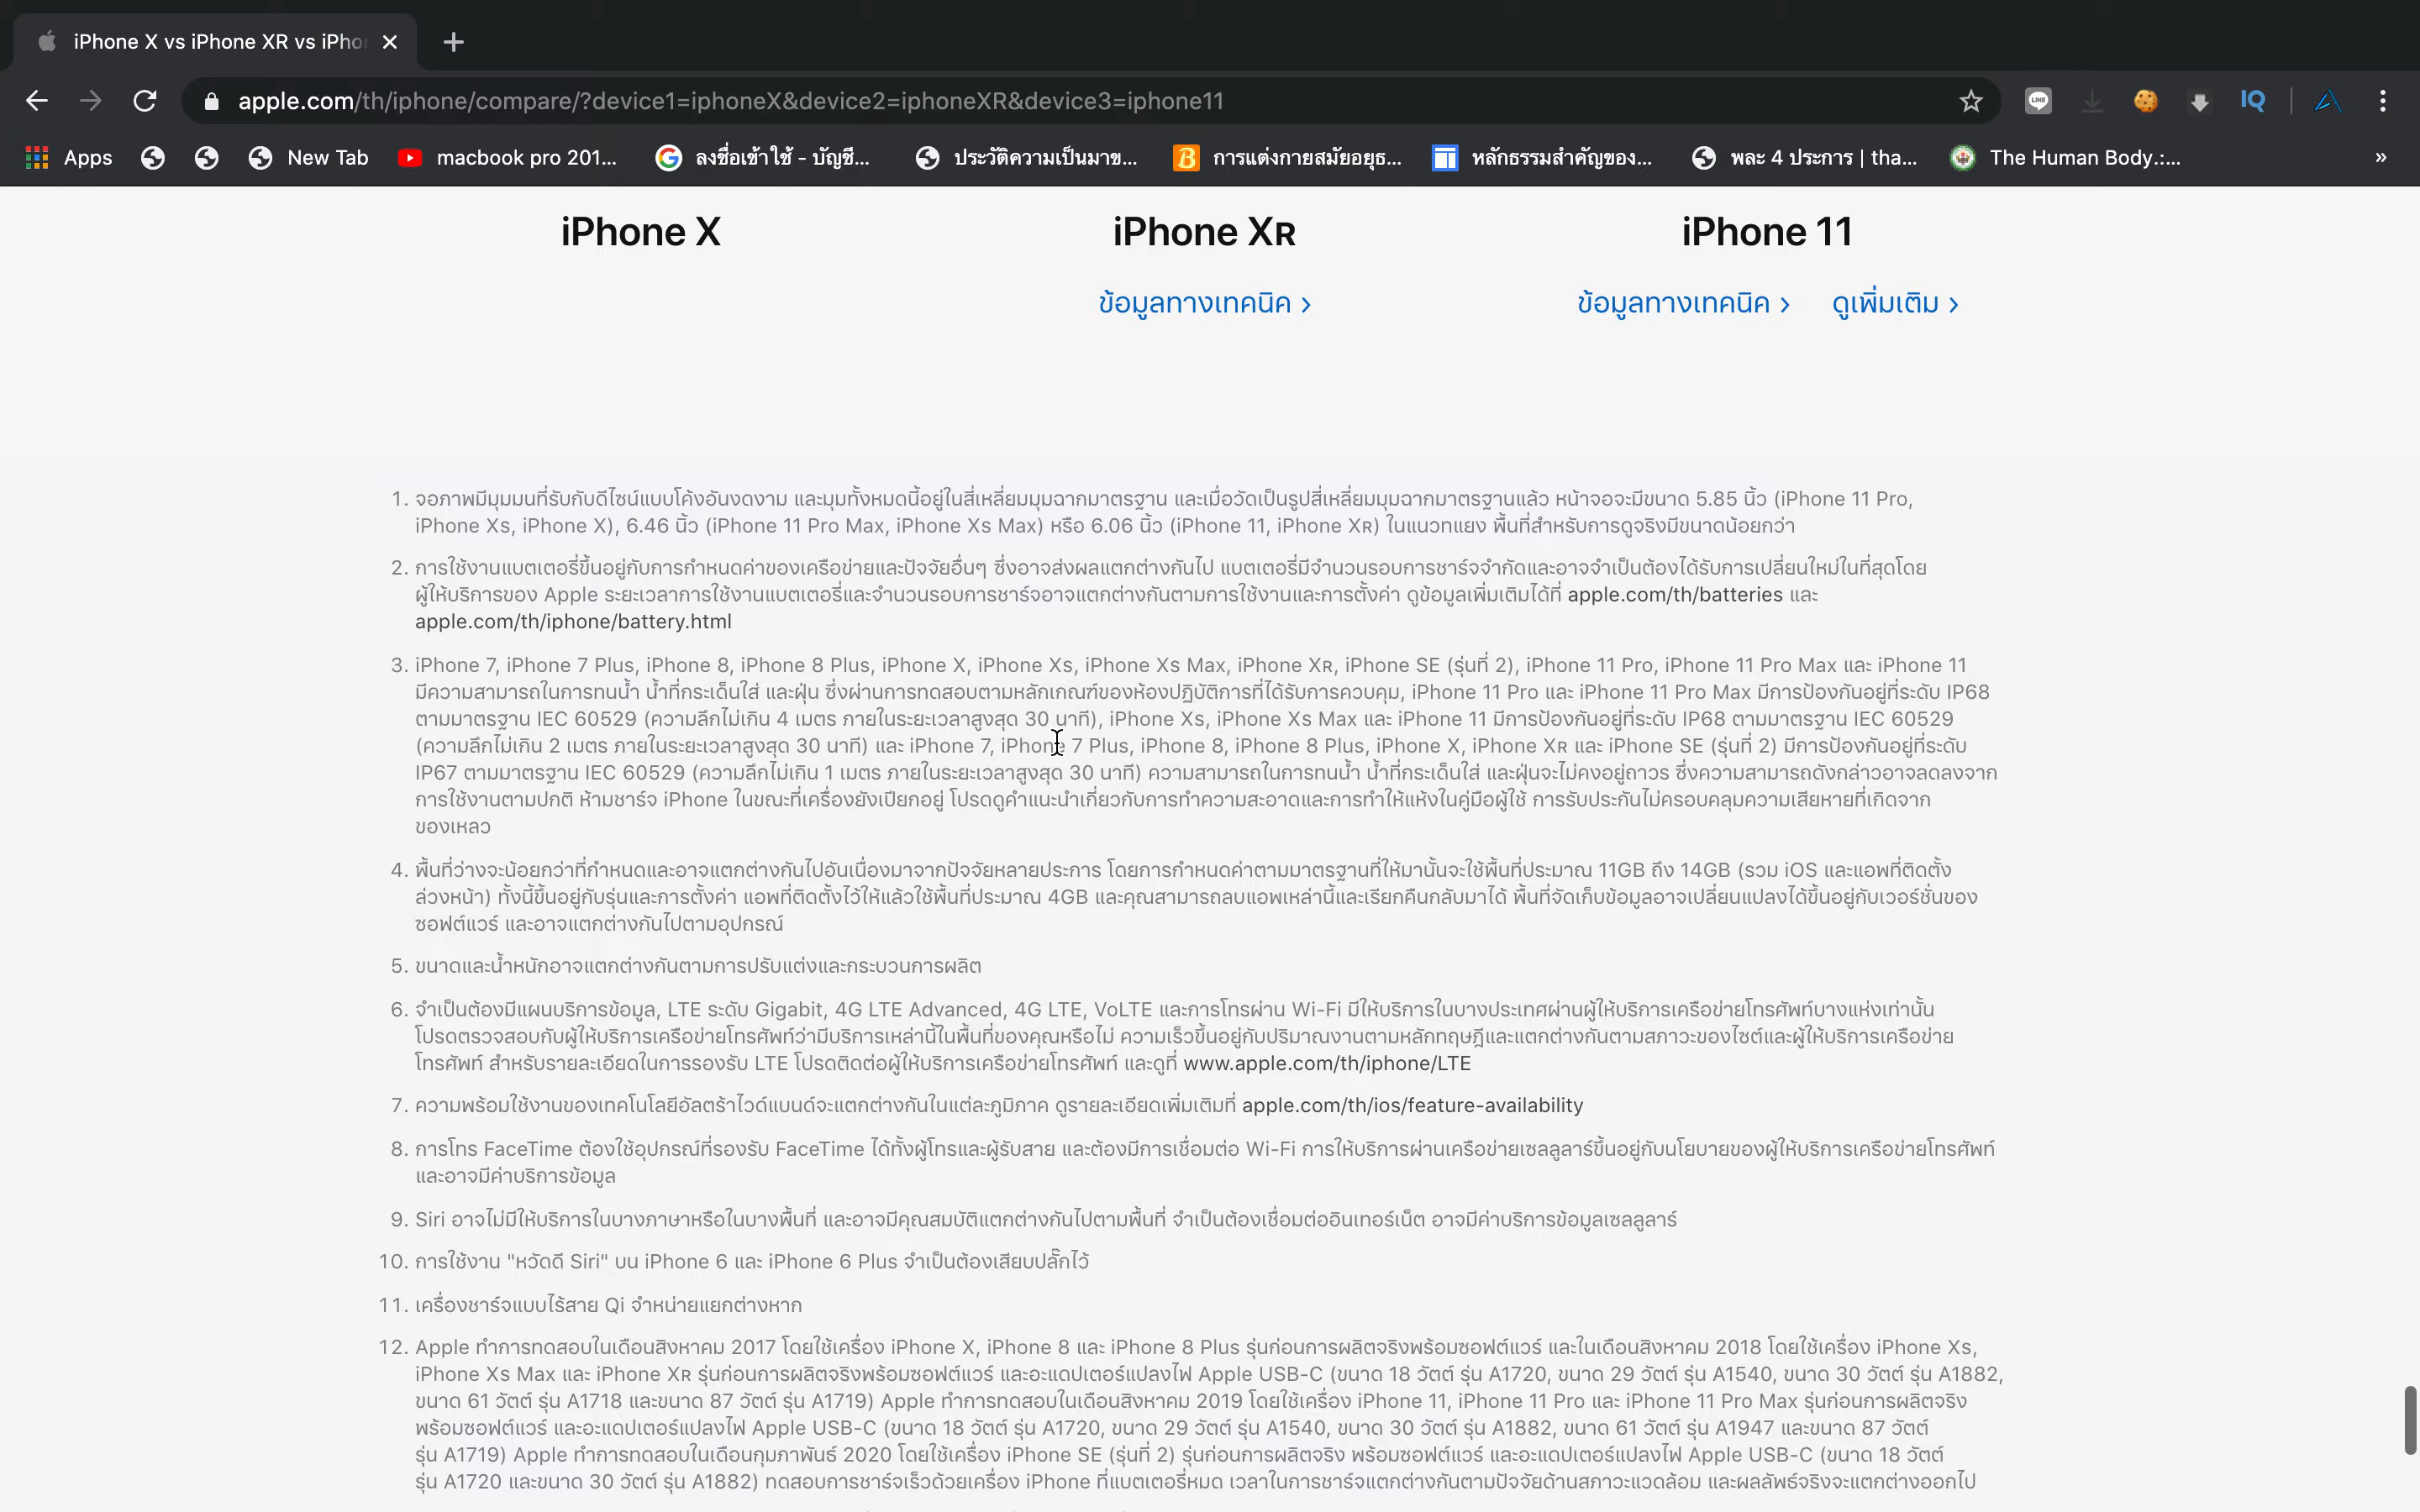 iPhone X vs iPhone XR vs iPho
apple.com/th/iphone/compare/?device1=iphoneX&device2=iphoneXR&device3=iphone11
LINE
IQ
Apps
New Tab
macbook pro 201...
ลงชื่อเข้าใช้ - บัญชี...
ประวัติความเป็นมาข...
การแต่งกายสมัยอยุธ...
หลักธรรมสำคัญของ...
พละ 4 ประการ | tha...
The Human Body.:...
»
iPhone X
iPhone XR
iPhone 11
ข้อมูลทางเทคนิค >
ข้อมูลทางเทคนิค >
ดูเพิ่มเติม >
1. จอภาพมีมุมมนที่รับกับดีไซน์แบบโค้งอันงดงาม และมุมทั้งหมดนี้อยู่ในสี่เหลี่ยมมุมฉากมาตรฐาน และเมื่อวัดเป็นรูปสี่เหลี่ยมมุมฉากมาตรฐานแล้ว หน้าจอจะมีขนาด 5.85 นิ้ว (iPhone 11 Pro,
iPhone Xs, iPhone X), 6.46 นิ้ว (iPhone 11 Pro Max, iPhone Xs Max) หรือ 6.06 นิ้ว (iPhone 11, iPhone XR) ในแนวทแยง พื้นที่สำหรับการดูจริงมีขนาดน้อยกว่า
2. การใช้งานแบตเตอรี่ขึ้นอยู่กับการกำหนดค่าของเครือข่ายและปัจจัยอื่นๆ ซึ่งอาจส่งผลแตกต่างกันไป แบตเตอรี่มีจำนวนรอบการชาร์จจำกัดและอาจจำเป็นต้องได้รับการเปลี่ยนใหม่ในที่สุดโดย
ผู้ให้บริการของ Apple ระยะเวลาการใช้งานแบตเตอรี่และจำนวนรอบการชาร์จอาจแตกต่างกันตามการใช้งานและการตั้งค่า ดูข้อมูลเพิ่มเติมได้ที่ apple.com/th/batteries และ
apple.com/th/iphone/battery.html
3. iPhone 7, iPhone 7 Plus, iPhone 8, iPhone 8 Plus, iPhone X, iPhone Xs, iPhone Xs Max, iPhone XR, iPhone SE (รุ่นที่ 2), iPhone 11 Pro, iPhone 11 Pro Max และ iPhone 11
มีความสามารถในการทนน้ำ น้ำที่กระเด็นใส่ และฝุ่น ซึ่งผ่านการทดสอบตามหลักเกณฑ์ของห้องปฏิบัติการที่ได้รับการควบคุม, iPhone 11 Pro และ iPhone 11 Pro Max มีการป้องกันอยู่ที่ระดับ IP68
ตามมาตรฐาน IEC 60529 (ความลึกไม่เกิน 4 เมตร ภายในระยะเวลาสูงสุด 30 นาที), iPhone Xs, iPhone Xs Max และ iPhone 11 มีการป้องกันอยู่ที่ระดับ IP68 ตามมาตรฐาน IEC 60529
(ความลึกไม่เกิน 2 เมตร ภายในระยะเวลาสูงสุด 30 นาที) และ iPhone 7, iPhone 7 Plus, iPhone 8, iPhone 8 Plus, iPhone X, iPhone XR และ iPhone SE (รุ่นที่ 2) มีการป้องกันอยู่ที่ระดับ
IP67 ตามมาตรฐาน IEC 60529 (ความลึกไม่เกิน 1 เมตร ภายในระยะเวลาสูงสุด 30 นาที) ความสามารถในการทนน้ำ น้ำที่กระเด็นใส่ และฝุ่นจะไม่คงอยู่ถาวร ซึ่งความสามารถดังกล่าวอาจลดลงจาก
การใช้งานตามปกติ ห้ามชาร์จ iPhone ในขณะที่เครื่องยังเปียกอยู่ โปรดดูคำแนะนำเกี่ยวกับการทำความสะอาดและการทำให้แห้งในคู่มือผู้ใช้ การรับประกันไม่ครอบคลุมความเสียหายที่เกิดจาก
ของเหลว
4. พื้นที่ว่างจะน้อยกว่าที่กำหนดและอาจแตกต่างกันไปอันเนื่องมาจากปัจจัยหลายประการ โดยการกำหนดค่าตามมาตรฐานที่ให้มานั้นจะใช้พื้นที่ประมาณ 11GB ถึง 14GB (รวม iOS และแอพที่ติดตั้ง
ล่วงหน้า) ทั้งนี้ขึ้นอยู่กับรุ่นและการตั้งค่า แอพที่ติดตั้งไว้ให้แล้วใช้พื้นที่ประมาณ 4GB และคุณสามารถลบแอพเหล่านี้และเรียกคืนกลับมาได้ พื้นที่จัดเก็บข้อมูลอาจเปลี่ยนแปลงได้ขึ้นอยู่กับเวอร์ชั่นของ
ซอฟต์แวร์ และอาจแตกต่างกันไปตามอุปกรณ์
5. ขนาดและน้ำหนักอาจแตกต่างกันตามการปรับแต่งและกระบวนการผลิต
6. จำเป็นต้องมีแผนบริการข้อมูล, LTE ระดับ Gigabit, 4G LTE Advanced, 4G LTE, VoLTE และการโทรผ่าน Wi-Fi มีให้บริการในบางประเทศผ่านผู้ให้บริการเครือข่ายโทรศัพท์บางแห่งเท่านั้น
โปรดตรวจสอบกับผู้ให้บริการเครือข่ายโทรศัพท์ว่ามีบริการเหล่านี้ในพื้นที่ของคุณหรือไม่ ความเร็วขึ้นอยู่กับปริมาณงานตามหลักทฤษฎีและแตกต่างกันตามสภาวะของไซต์และผู้ให้บริการเครือข่าย
โทรศัพท์ สำหรับรายละเอียดในการรองรับ LTE โปรดติดต่อผู้ให้บริการเครือข่ายโทรศัพท์ และดูที่ www.apple.com/th/iphone/LTE
7. ความพร้อมใช้งานของเทคโนโลยีอัลตร้าไวด์แบนด์จะแตกต่างกันในแต่ละภูมิภาค ดูรายละเอียดเพิ่มเติมที่ apple.com/th/ios/feature-availability
8. การโทร FaceTime ต้องใช้อุปกรณ์ที่รองรับ FaceTime ได้ทั้งผู้โทรและผู้รับสาย และต้องมีการเชื่อมต่อ Wi-Fi การให้บริการผ่านเครือข่ายเซลลูลาร์ขึ้นอยู่กับนโยบายของผู้ให้บริการเครือข่ายโทรศัพท์
และอาจมีค่าบริการข้อมูล
9. Siri อาจไม่มีให้บริการในบางภาษาหรือในบางพื้นที่ และอาจมีคุณสมบัติแตกต่างกันไปตามพื้นที่ จำเป็นต้องเชื่อมต่ออินเทอร์เน็ต อาจมีค่าบริการข้อมูลเซลลูลาร์
10. การใช้งาน "หวัดดี Siri" บน iPhone 6 และ iPhone 6 Plus จำเป็นต้องเสียบปลั๊กไว้
11. เครื่องชาร์จแบบไร้สาย Qi จำหน่ายแยกต่างหาก
12. Apple ทำการทดสอบในเดือนสิงหาคม 2017 โดยใช้เครื่อง iPhone X, iPhone 8 และ iPhone 8 Plus รุ่นก่อนการผลิตจริงพร้อมซอฟต์แวร์ และในเดือนสิงหาคม 2018 โดยใช้เครื่อง iPhone Xs,
iPhone Xs Max และ iPhone XR รุ่นก่อนการผลิตจริงพร้อมซอฟต์แวร์ และอะแดปเตอร์แปลงไฟ Apple USB-C (ขนาด 18 วัตต์ รุ่น A1720, ขนาด 29 วัตต์ รุ่น A1540, ขนาด 30 วัตต์ รุ่น A1882,
ขนาด 61 วัตต์ รุ่น A1718 และขนาด 87 วัตต์ รุ่น A1719) Apple ทำการทดสอบในเดือนสิงหาคม 2019 โดยใช้เครื่อง iPhone 11, iPhone 11 Pro และ iPhone 11 Pro Max รุ่นก่อนการผลิตจริง
พร้อมซอฟต์แวร์ และอะแดปเตอร์แปลงไฟ Apple USB-C (ขนาด 18 วัตต์ รุ่น A1720, ขนาด 29 วัตต์ รุ่น A1540, ขนาด 30 วัตต์ รุ่น A1882, ขนาด 61 วัตต์ รุ่น A1947 และขนาด 87 วัตต์
รุ่น A1719) Apple ทำการทดสอบในเดือนกุมภาพันธ์ 2020 โดยใช้เครื่อง iPhone SE (รุ่นที่ 2) รุ่นก่อนการผลิตจริง พร้อมซอฟต์แวร์ และอะแดปเตอร์แปลงไฟ Apple USB-C (ขนาด 18 วัตต์
รุ่น A1720 และขนาด 30 วัตต์ รุ่น A1882) ทดสอบการชาร์จเร็วด้วยเครื่อง iPhone ที่แบตเตอรี่หมด เวลาในการชาร์จแตกต่างกันตามปัจจัยด้านสภาวะแวดล้อม และผลลัพธ์จริงจะแตกต่างออกไป